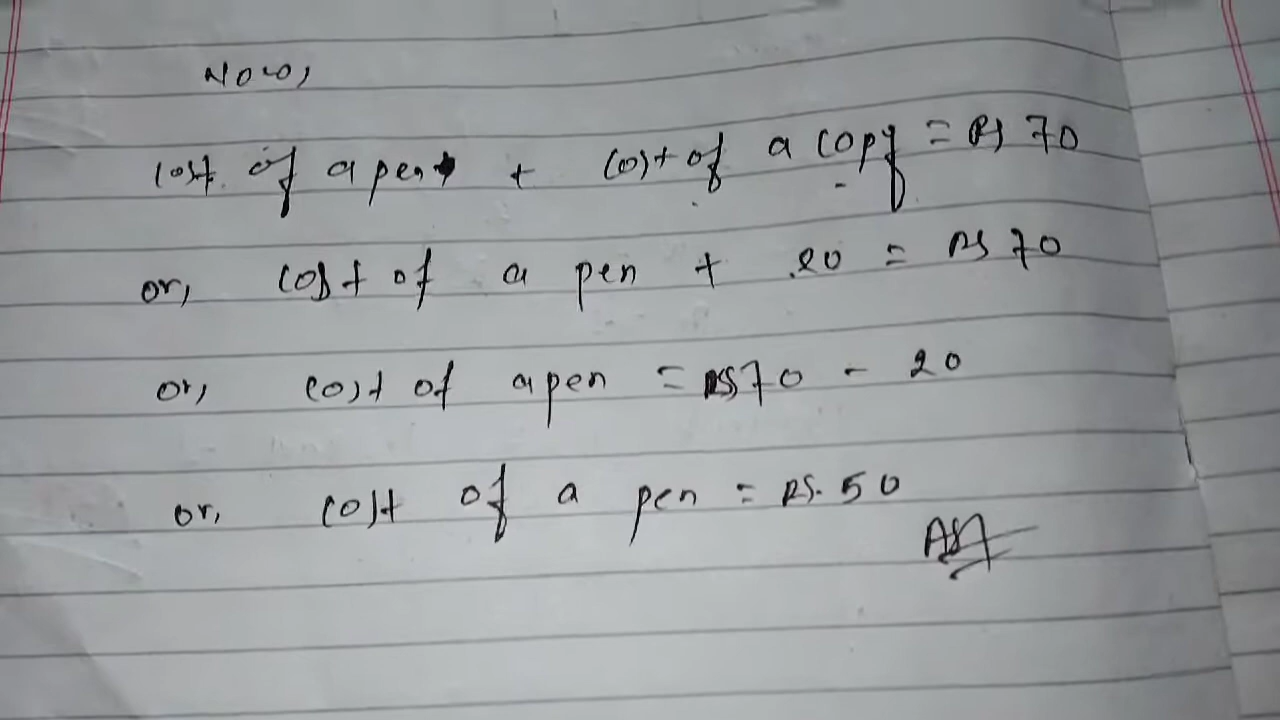 Now,
cost of a pen + cost of a copy = Rs 70
or, cost of a pen + 20 = Rs 70
or, cost of a pen = Rs 70 - 20
or, cost of a pen = Rs. 50